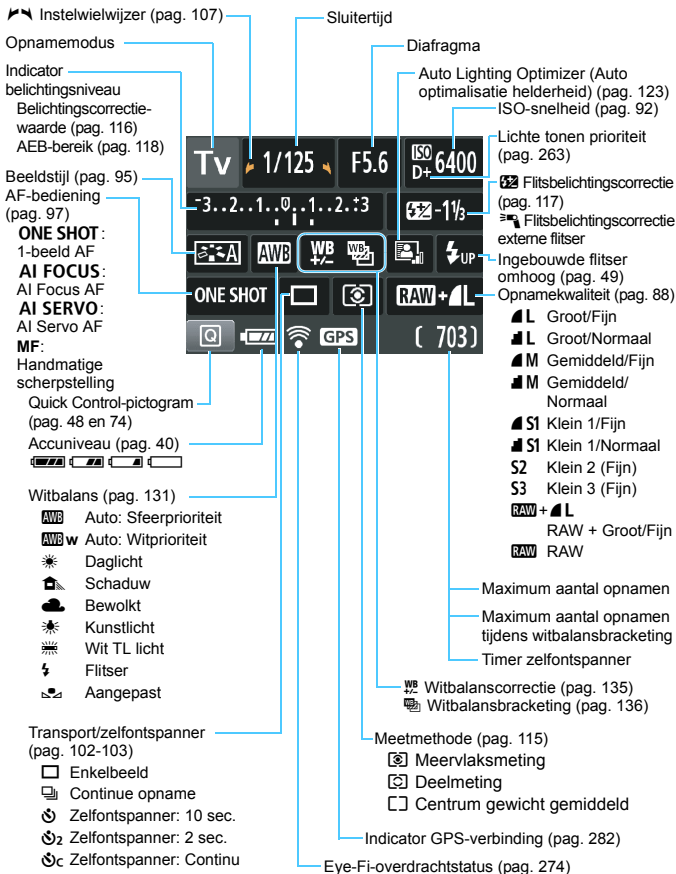 Instelwielwijzer (pag. 107)
Sluitertijd
Opnamemodus
Diafragma
Indicator
belichtingsniveau
Belichtingscorrectie-
waarde (pag. 116)
AEB-bereik (pag. 118)
Auto Lighting Optimizer (Auto
optimalisatie helderheid) (pag. 123)
ISO-snelheid (pag. 92)
Lichte tonen prioriteit
(pag. 263)
Beeldstijl (pag. 95)
AF-bediening
(pag. 97)
ONE SHOT:
1-beeld AF
AI FOCUS:
AI Focus AF
AI SERVO:
AI Servo AF
MF:
Handmatige
scherpstelling
Flitsbelichtingscorrectie
(pag. 117)
Flitsbelichtingscorrectie
externe flitser
Ingebouwde flitser
omhoog (pag. 49)
Tv 1/125 F5.6 ISO D+ 6400
-3..2..1..0..1..2.+3 -1⅓
A AWB WB +/- WB UP
ONE SHOT RAW+L
Q GPS ( 703)
Opnamekwaliteit (pag. 88)
L Groot/Fijn
L Groot/Normaal
M Gemiddeld/Fijn
M Gemiddeld/
Normaal
S1 Klein 1/Fijn
S1 Klein 1/Normaal
S2 Klein 2 (Fijn)
S3 Klein 3 (Fijn)
RAW+L
RAW + Groot/Fijn
RAW RAW
Quick Control-pictogram
(pag. 48 en 74)
Accuniveau (pag. 40)
Witbalans (pag. 131)
AWB Auto: Sfeerprioriteit
AWB w Auto: Witprioriteit
Daglicht
Schaduw
Bewolkt
Kunstlicht
Wit TL licht
Flitser
Aangepast
Maximum aantal opnamen
Maximum aantal opnamen
tijdens witbalansbracketing
Timer zelfontspanner
WB +/- Witbalanscorrectie (pag. 135)
WB Witbalansbracketing (pag. 136)
Transport/zelfontspanner
(pag. 102-103)
Enkelbeeld
Continue opname
Zelfontspanner: 10 sec.
2 Zelfontspanner: 2 sec.
C Zelfontspanner: Continu
Meetmethode (pag. 115)
Meervlaksmeting
Deelmeting
Centrum gewicht gemiddeld
Indicator GPS-verbinding (pag. 282)
Eye-Fi-overdrachtstatus (pag. 274)